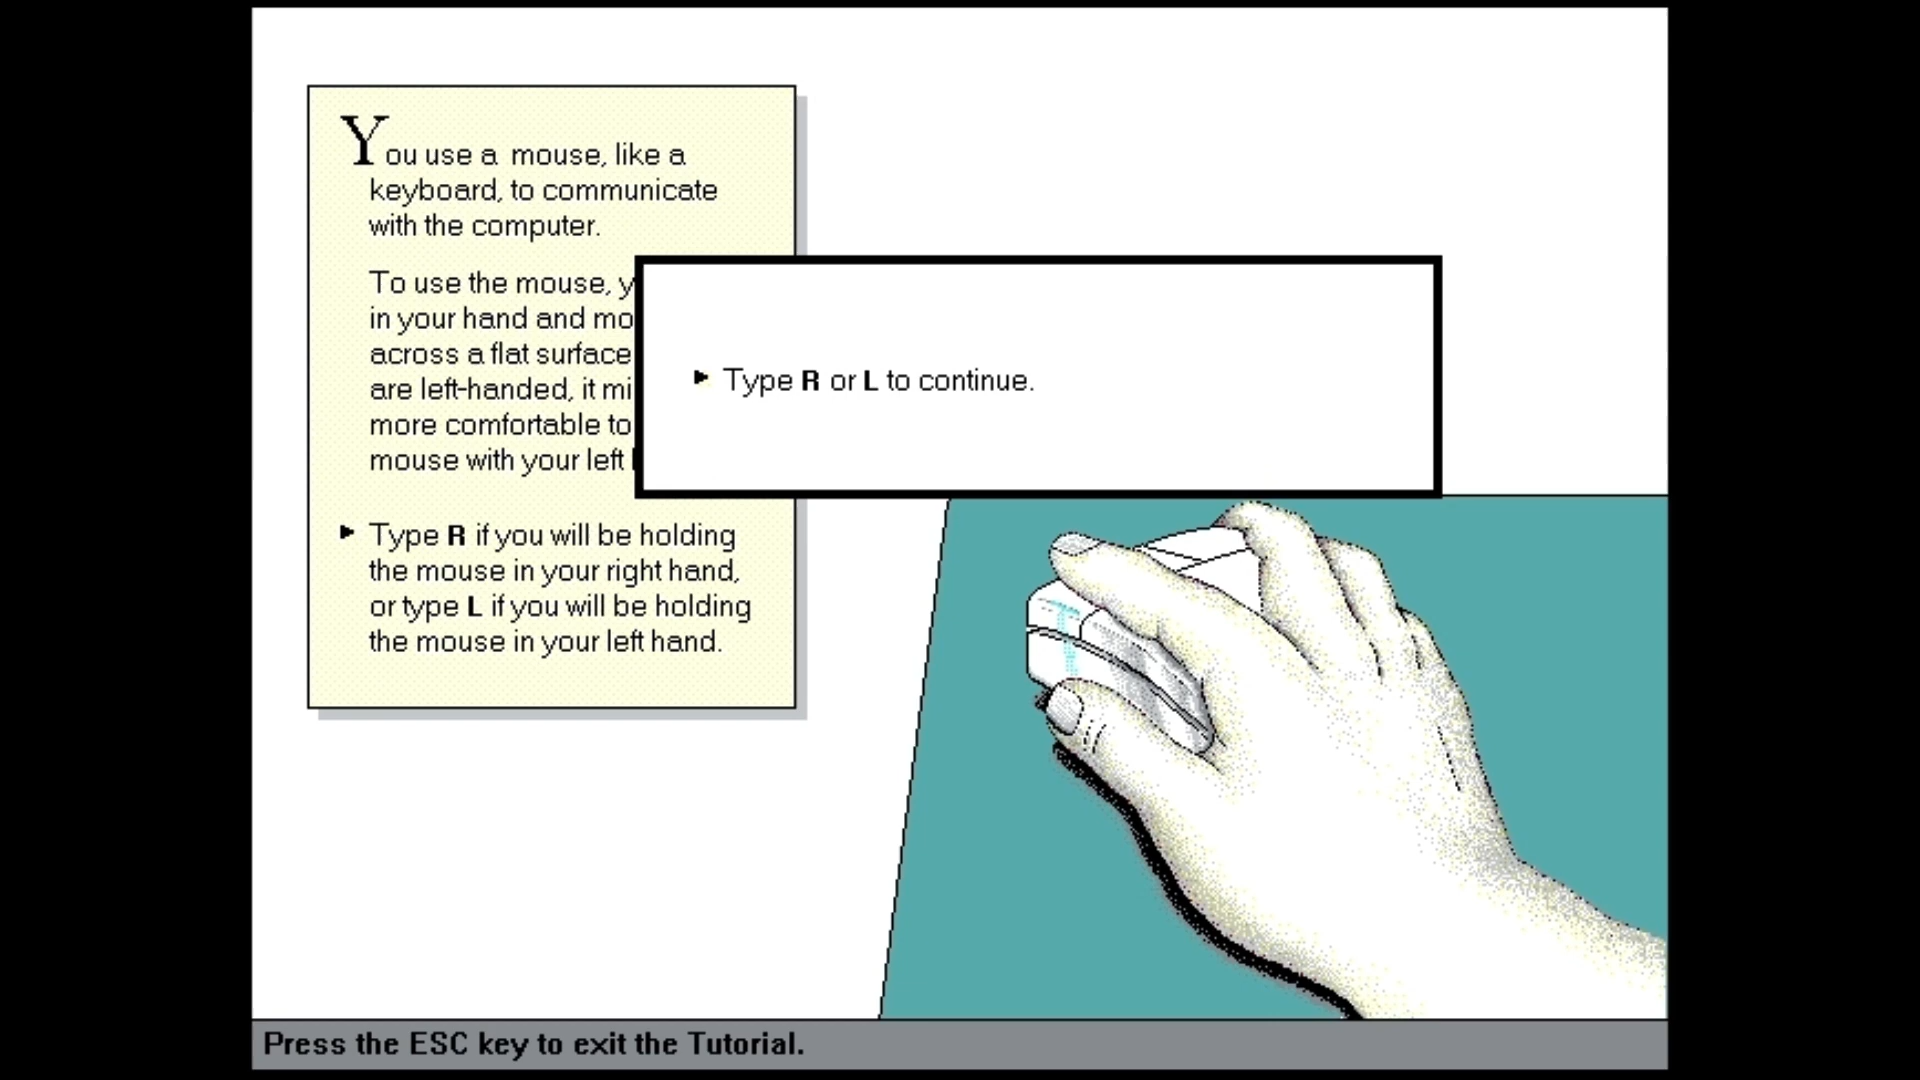 You use a mouse, like a
keyboard, to communicate
with the computer.
To use the mouse, y
in your hand and mo
across a flat surface
are left-handed, it mi
more comfortable to
mouse with your left
Type R or L to continue.
Type R if you will be holding
the mouse in your right hand,
or type L if you will be holding
the mouse in your left hand.
Press the ESC key to exit the Tutorial.